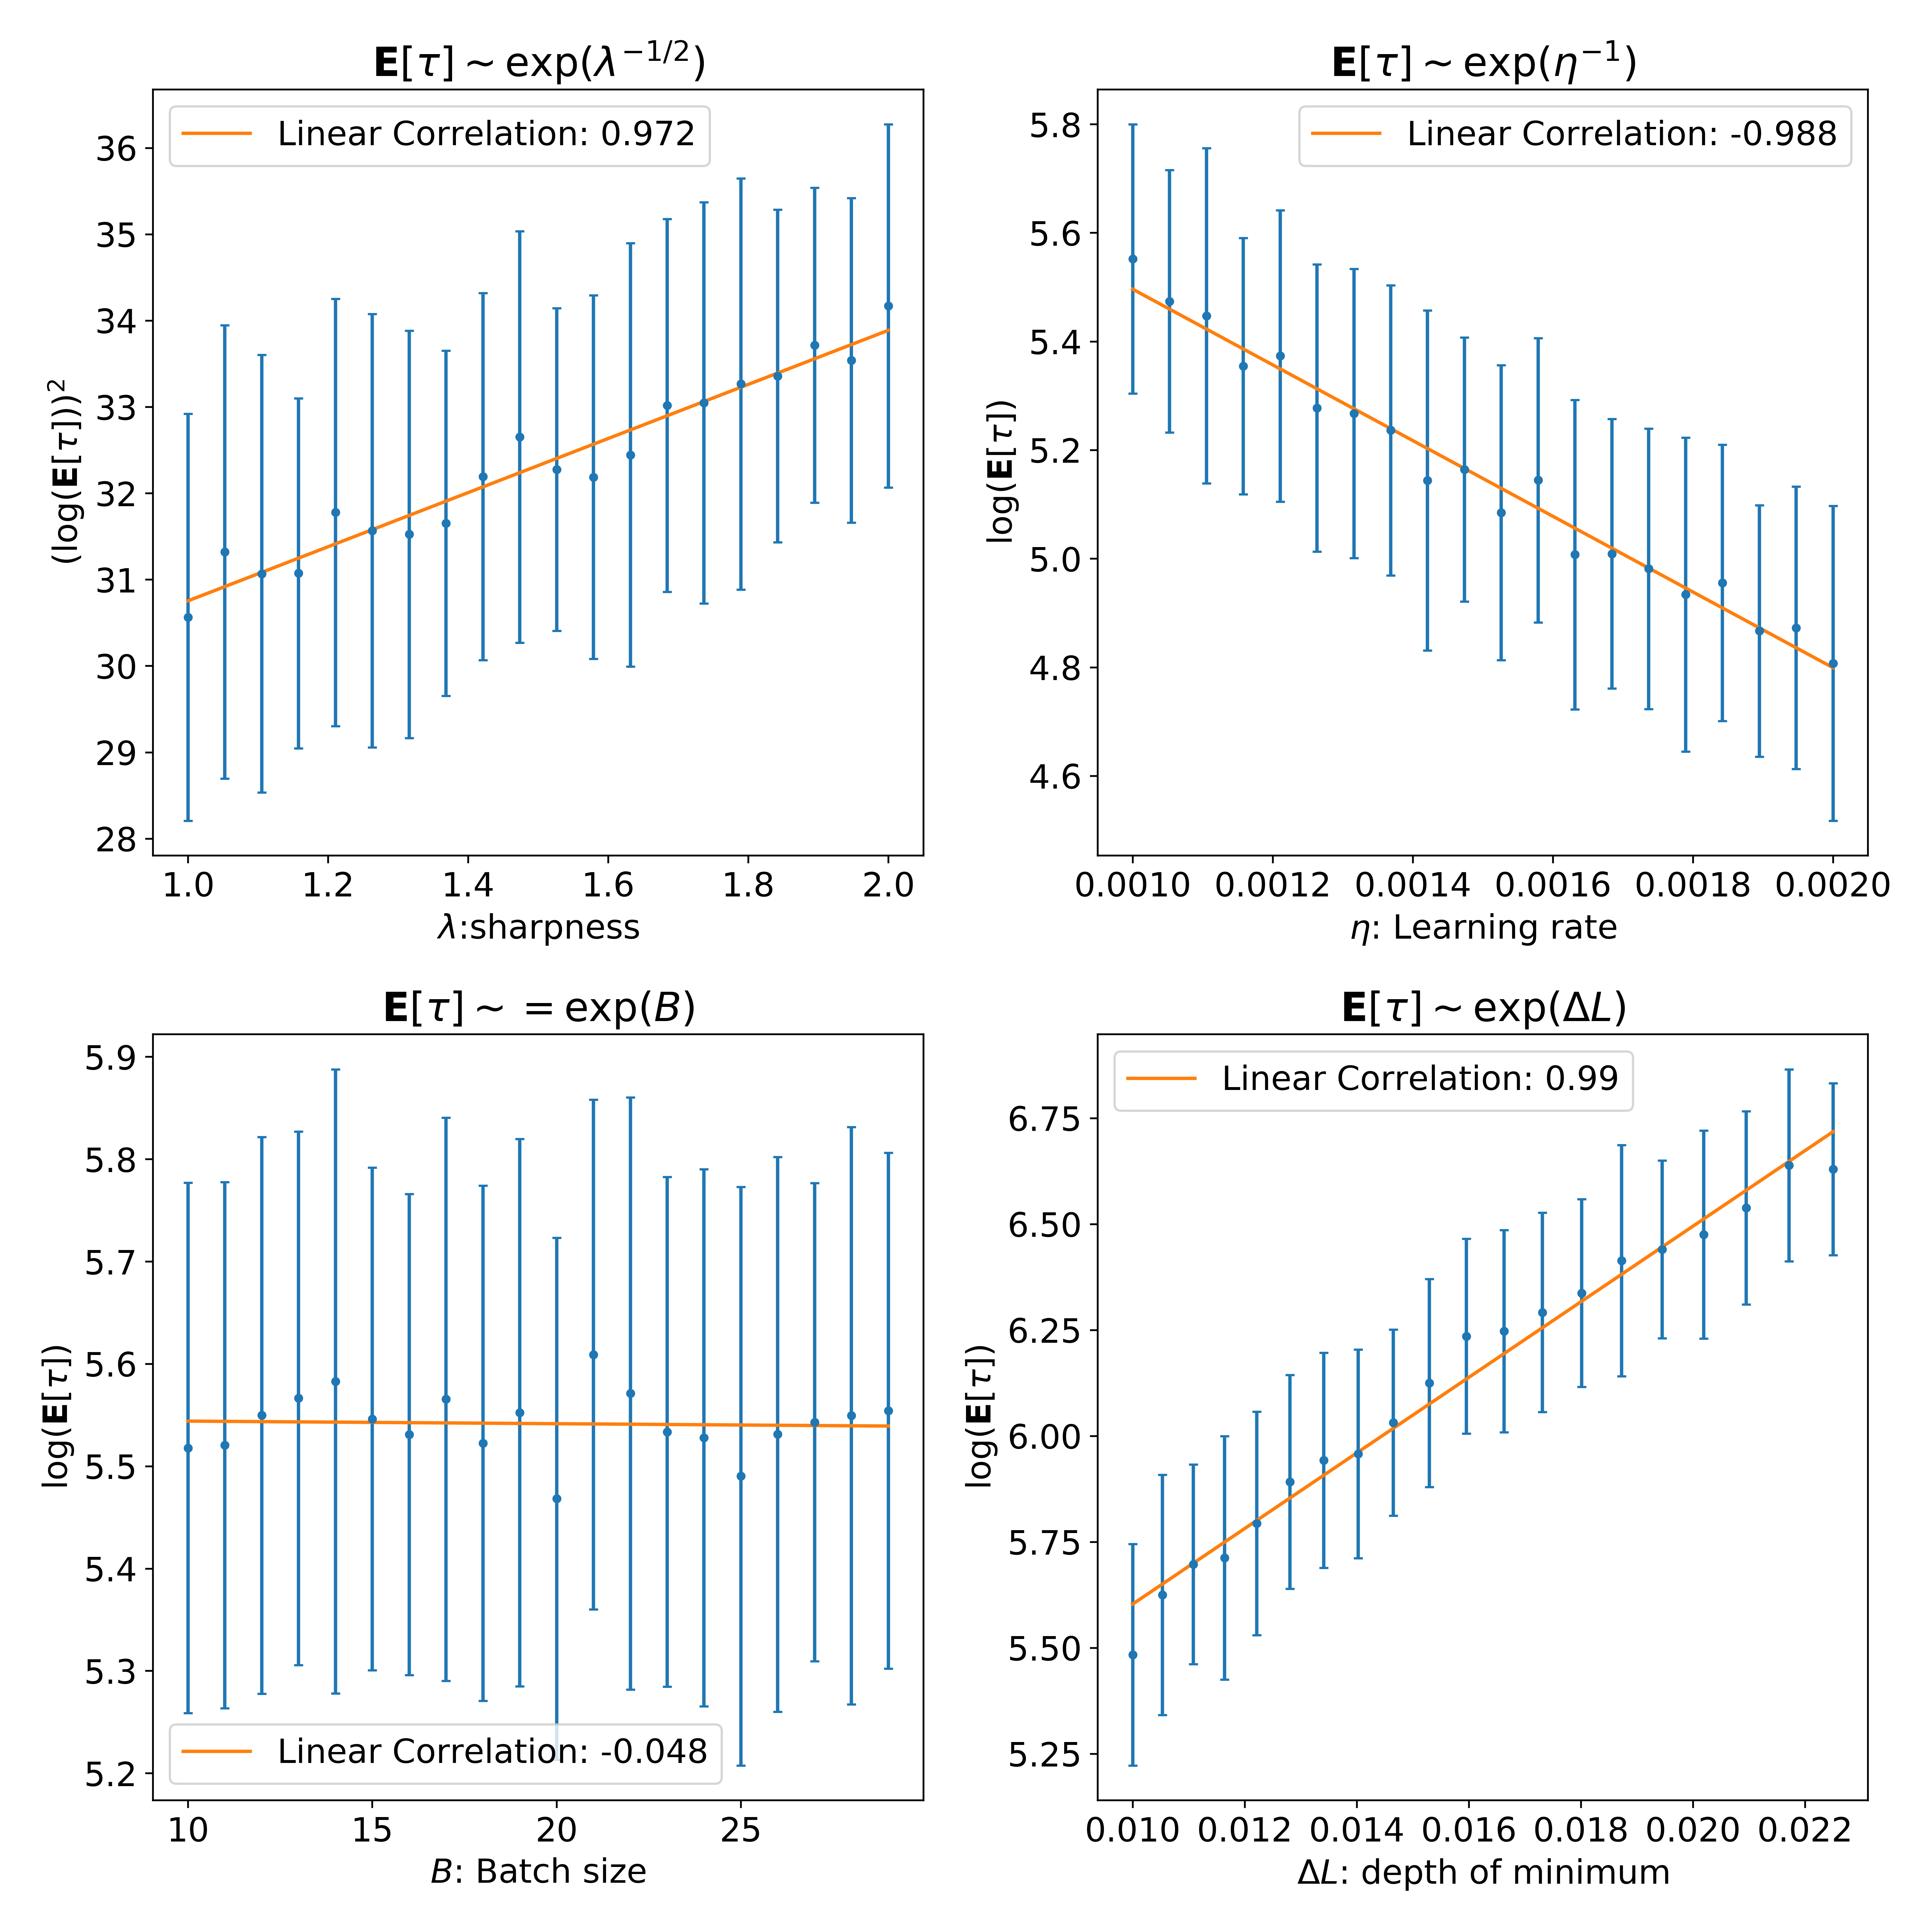 E[τ] ∼ exp(λ^{−1/2})
Linear Correlation: 0.972
36
35
34
33
32
31
30
29
28
(log(E[τ]))²
1.0 1.2 1.4 1.6 1.8 2.0
λ:sharpness
E[τ] ∼ exp(η^{−1})
Linear Correlation: -0.988
5.8
5.6
5.4
5.2
5.0
4.8
4.6
log(E[τ])
0.0010 0.0012 0.0014 0.0016 0.0018 0.0020
η: Learning rate
E[τ] ∼ = exp(B)
5.9
5.8
5.7
5.6
5.5
5.4
5.3
5.2
log(E[τ])
Linear Correlation: -0.048
10 15 20 25
B: Batch size
E[τ] ∼ exp(ΔL)
Linear Correlation: 0.99
6.75
6.50
6.25
6.00
5.75
5.50
5.25
log(E[τ])
0.010 0.012 0.014 0.016 0.018 0.020 0.022
ΔL: depth of minimum